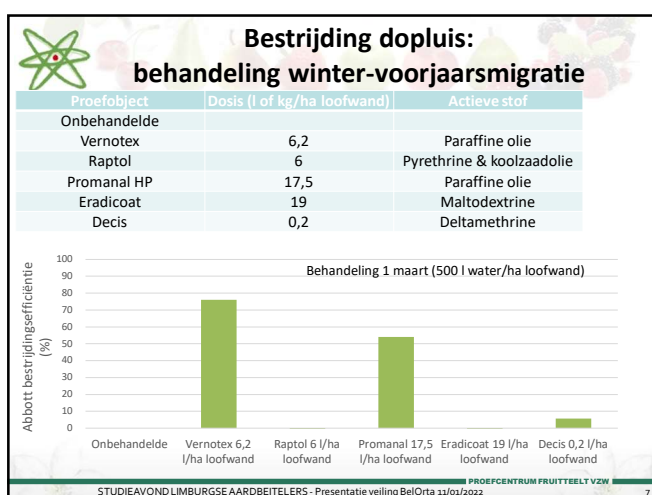 Bestrijding dopluis:
behandeling winter-voorjaarsmigratie
Proefobject Dosis (l of kg/ha loofwand) Actieve stof
Onbehandelde
Vernotex 6,2 Paraffine olie
Raptol 6 Pyrethrine & koolzaadolie
Promanal HP 17,5 Paraffine olie
Eradicoat 19 Maltodextrine
Decis 0,2 Deltamethrine
Behandeling 1 maart (500 l water/ha loofwand)
Abbott bestrijdingsefficiëntie
(%)
100
90
80
70
60
50
40
30
20
10
0
Onbehandelde Vernotex 6,2 Raptol 6 l/ha Promanal 17,5 Eradicoat 19 l/ha Decis 0,2 l/ha
l/ha loofwand loofwand l/ha loofwand loofwand loofwand
PROEFCENTRUM FRUITTEELT VZW
STUDIEAVOND LIMBURGSE AARDBEITELERS - Presentatie veiling BelOrta 11/01/2022 7